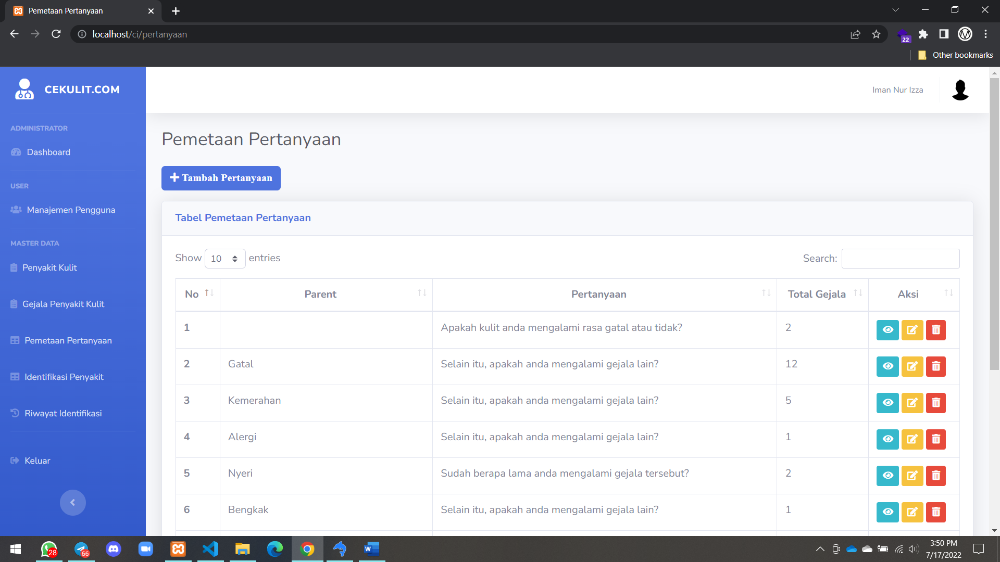 Pemetaan Pertanyaan
localhost/ci/pertanyaan
22
Other bookmarks
CEKULIT.COM
Iman Nur Izza
ADMINISTRATOR
Dashboard
USER
Manajemen Pengguna
MASTER DATA
Penyakit Kulit
Gejala Penyakit Kulit
Pemetaan Pertanyaan
Identifikasi Penyakit
Riwayat Identifikasi
Keluar
Pemetaan Pertanyaan
Tambah Pertanyaan
Tabel Pemetaan Pertanyaan
Show 10 entries
Search:
No Parent Pertanyaan Total Gejala Aksi
1 Apakah kulit anda mengalami rasa gatal atau tidak? 2
2 Gatal Selain itu, apakah anda mengalami gejala lain? 12
3 Kemerahan Selain itu, apakah anda mengalami gejala lain? 5
4 Alergi Selain itu, apakah anda mengalami gejala lain? 1
5 Nyeri Sudah berapa lama anda mengalami gejala tersebut? 2
6 Bengkak Selain itu, apakah anda mengalami gejala lain? 1
28
66
3:50 PM
7/17/2022